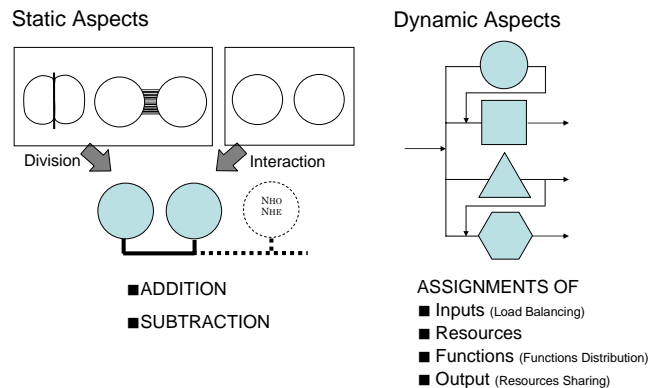 Static Aspects
Division
Interaction
NHO
NHE
■ADDITION
■SUBTRACTION
Dynamic Aspects
ASSIGNMENTS OF
■ Inputs (Load Balancing)
■ Resources
■ Functions (Functions Distribution)
■ Output (Resources Sharing)